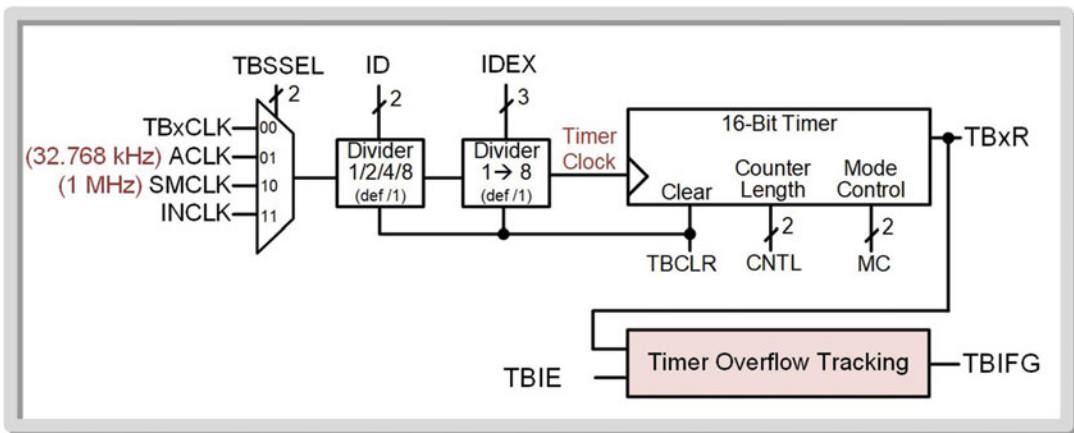 TBSSEL
ID
IDEX
2
2
3
TBxCLK
00
(32.768 kHz) ACLK
01
(1 MHz) SMCLK
10
INCLK
11
Divider
1/2/4/8
(def /1)
Divider
1→ 8
(def /1)
Timer
Clock
16-Bit Timer
Clear
Counter
Length
Mode
Control
TBxR
2
2
TBCLR
CNTL
MC
TBIE
Timer Overflow Tracking
TBIFG